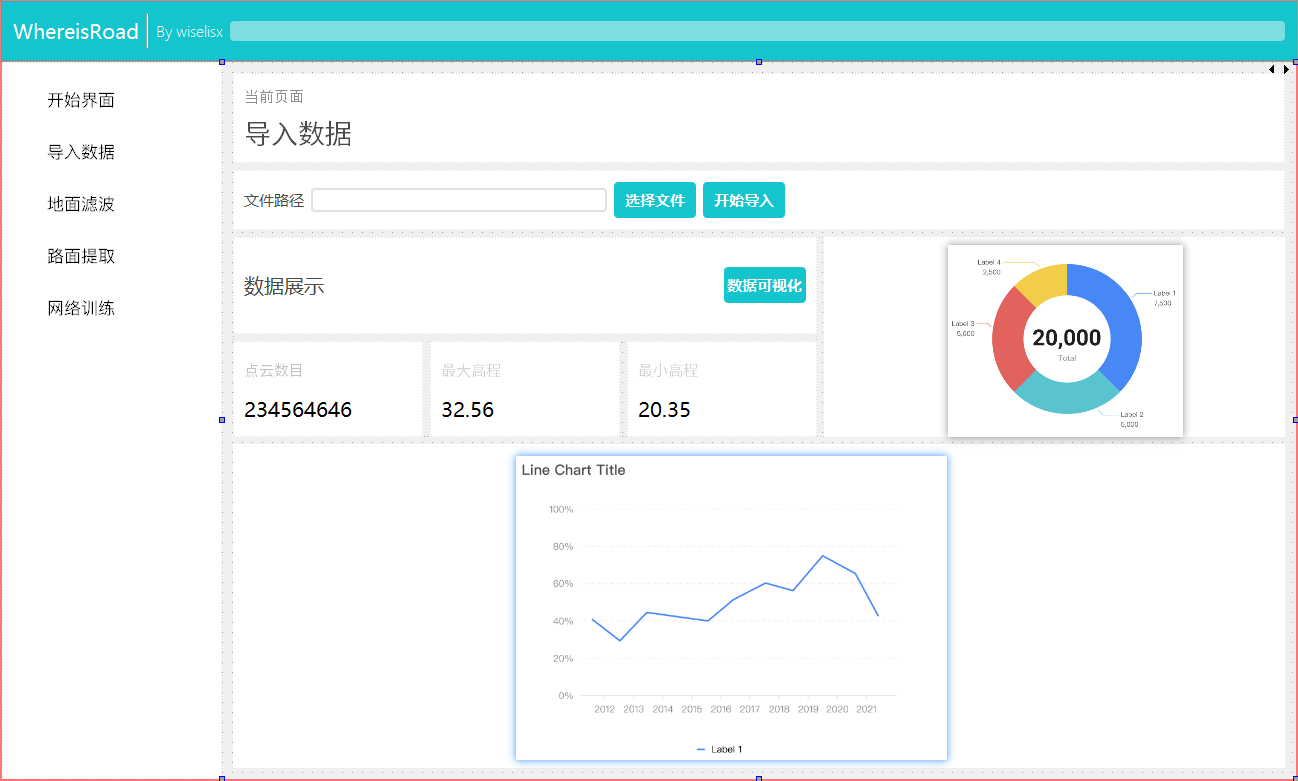 WhereisRoad By wiselisx
开始界面
导入数据
地面滤波
路面提取
网络训练
当前页面
导入数据
文件路径 选择文件 开始导入
数据展示 数据可视化
点云数目 最大高程 最小高程
234564646 32.56 20.35
Label 4
2,500
Label 1
7,500
Label 3
5,000
20,000
Total
Label 2
5,000
Line Chart Title
100%
80%
60%
40%
20%
0%
2012 2013 2014 2015 2016 2017 2018 2019 2020 2021
Label 1